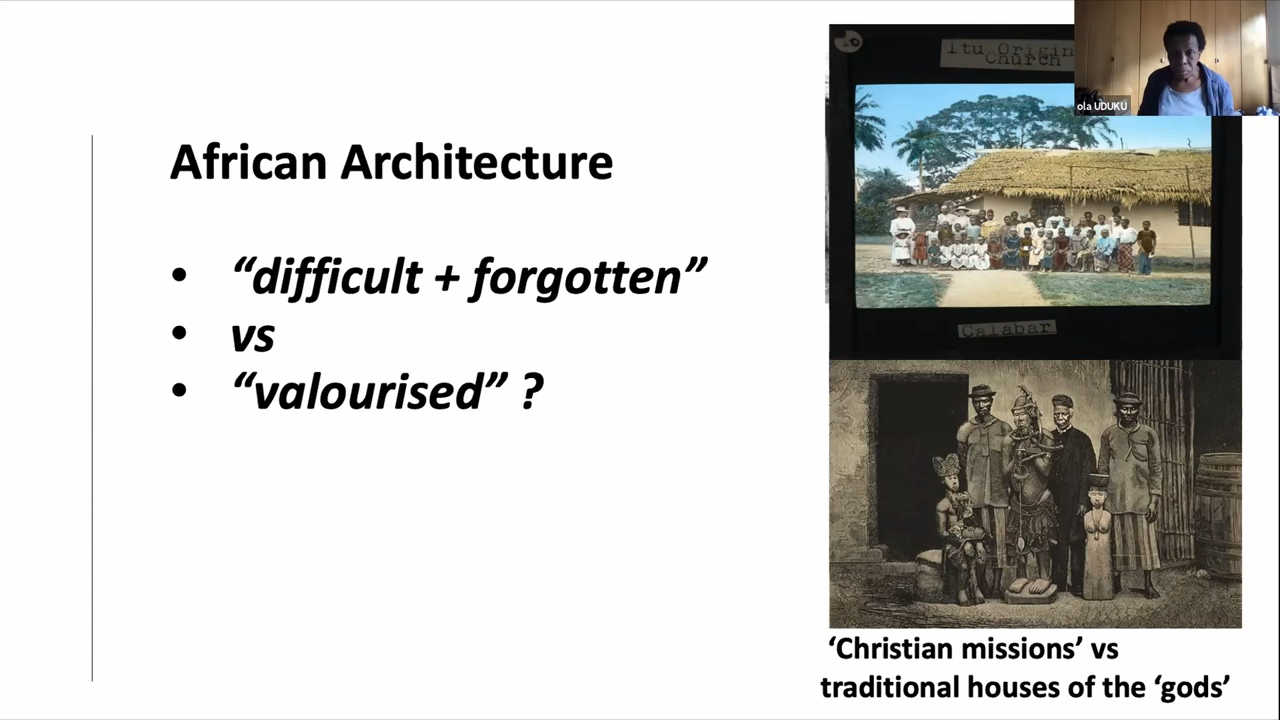 Itu Origin
Church
ola UDUKU
African Architecture
• “difficult + forgotten”
• vs
• “valourised” ?
Calabar
‘Christian missions’ vs
traditional houses of the ‘gods’